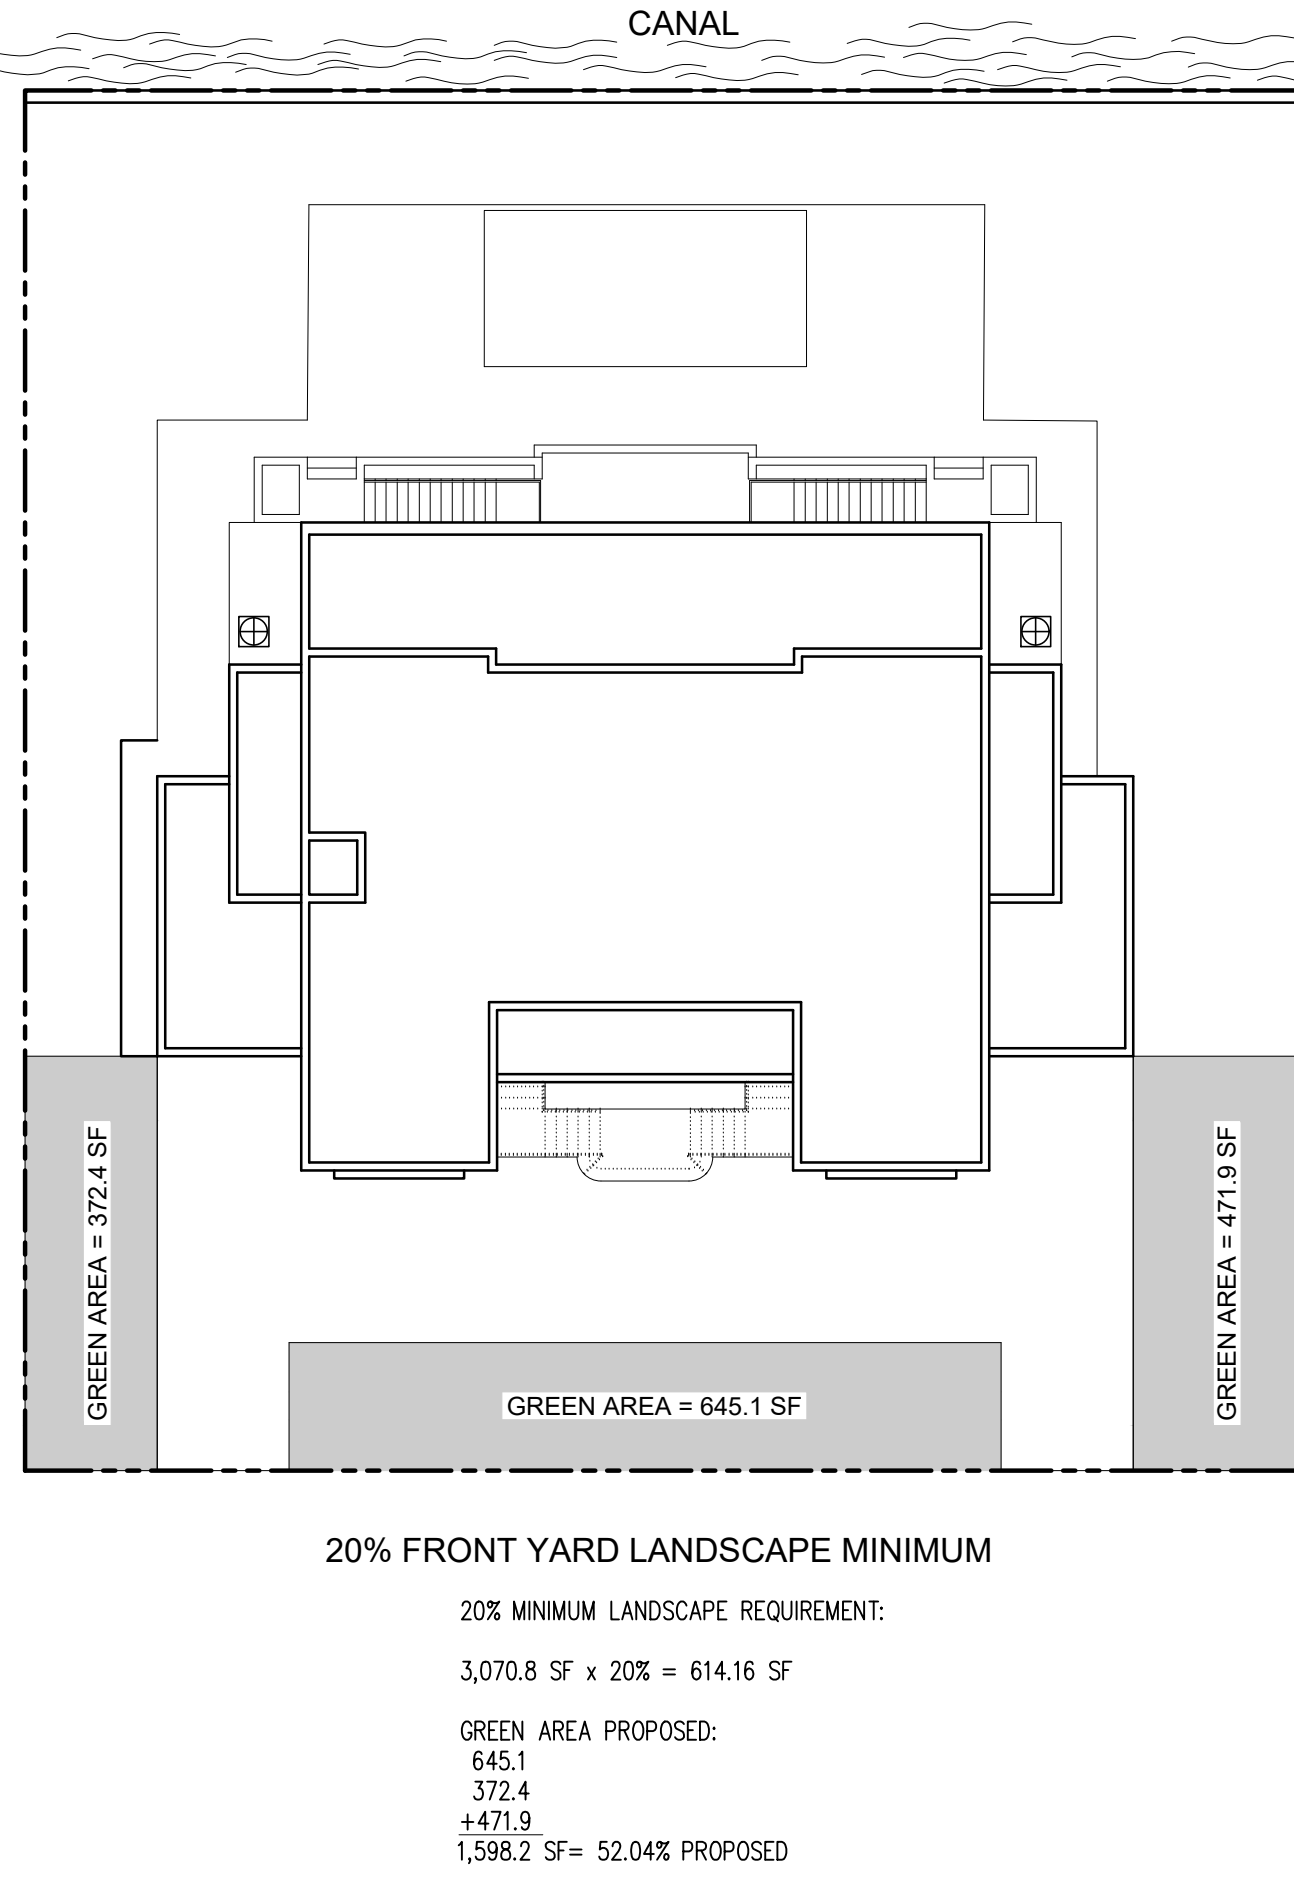 CANAL
GREEN AREA = 372.4 SF
GREEN AREA = 471.9 SF
GREEN AREA = 645.1 SF
20% FRONT YARD LANDSCAPE MINIMUM
20% MINIMUM LANDSCAPE REQUIREMENT:
3,070.8 SF x 20% = 614.16 SF
GREEN AREA PROPOSED:
645.1
372.4
+471.9
1,598.2 SF= 52.04% PROPOSED